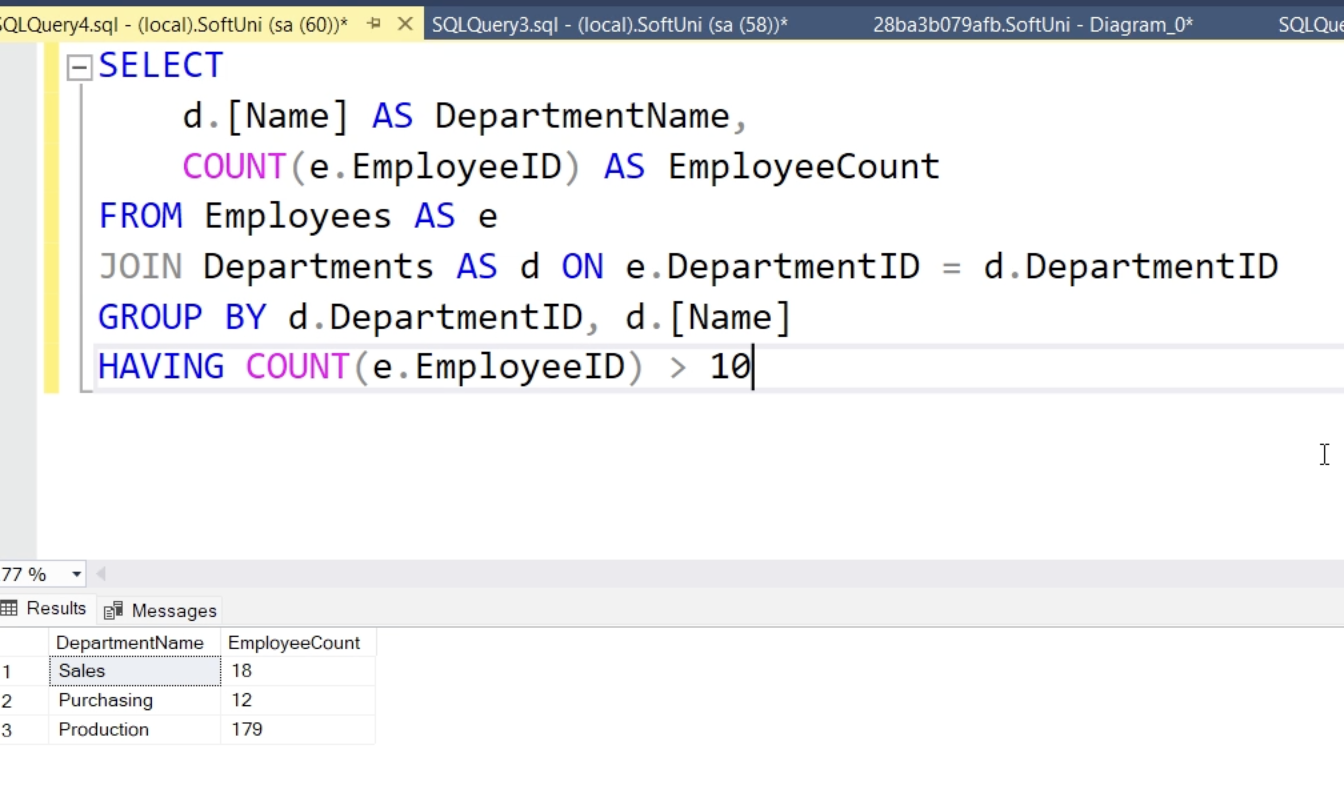 SQLQuery4.sql - (local).SoftUni (sa (60))* SQLQuery3.sql - (local).SoftUni (sa (58))* 28ba3b079afb.SoftUni - Diagram_0* SQLQue
SELECT
d.[Name] AS DepartmentName,
COUNT(e.EmployeeID) AS EmployeeCount
FROM Employees AS e
JOIN Departments AS d ON e.DepartmentID = d.DepartmentID
GROUP BY d.DepartmentID, d.[Name]
HAVING COUNT(e.EmployeeID) > 10
77 %
Results Messages
DepartmentName EmployeeCount
1 Sales 18
2 Purchasing 12
3 Production 179